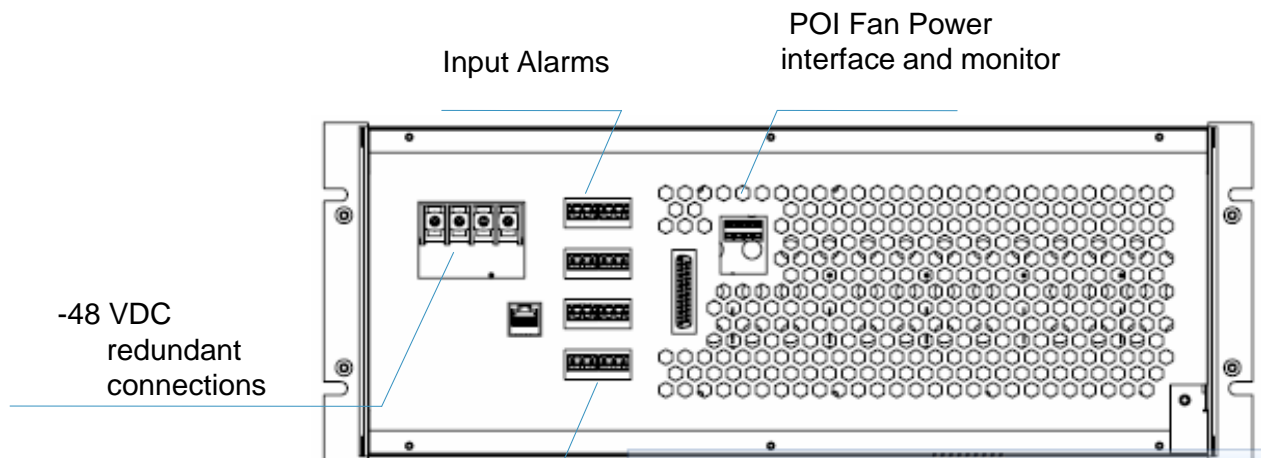 POI Fan Power
interface and monitor
Input Alarms
-48 VDC
redundant
connections